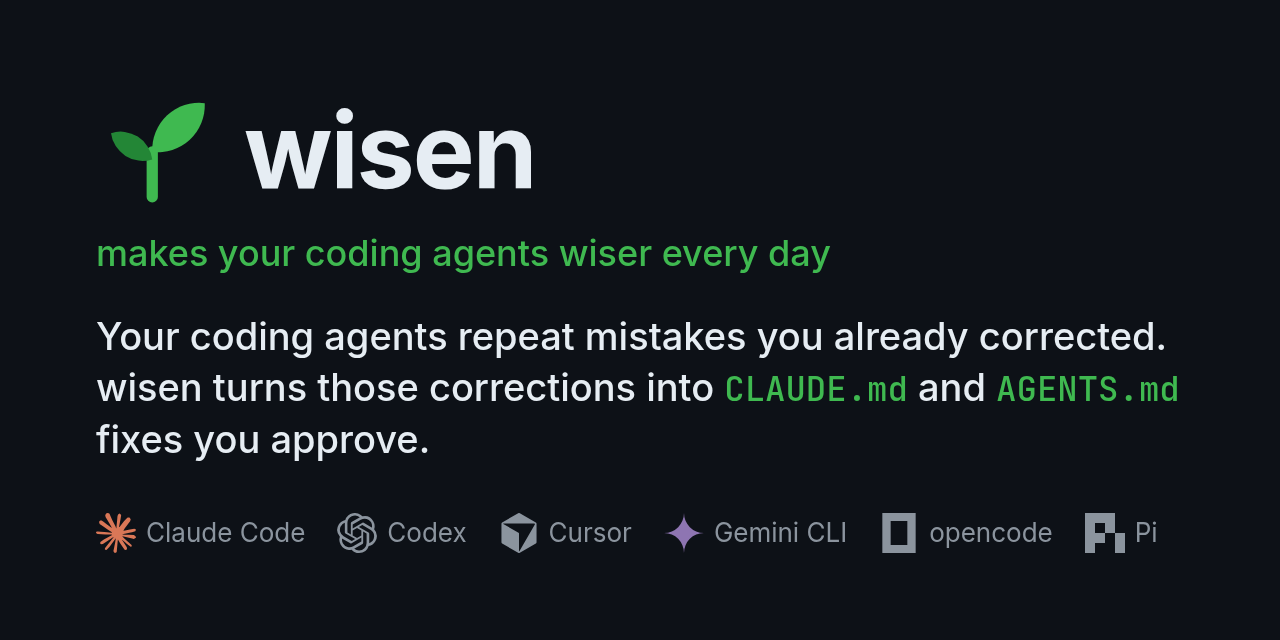 wisen
makes your coding agents wiser every day
Your coding agents repeat mistakes you already corrected.
wisen turns those corrections into CLAUDE.md and AGENTS.md
fixes you approve.
Claude Code Codex Cursor Gemini CLI opencode Pi